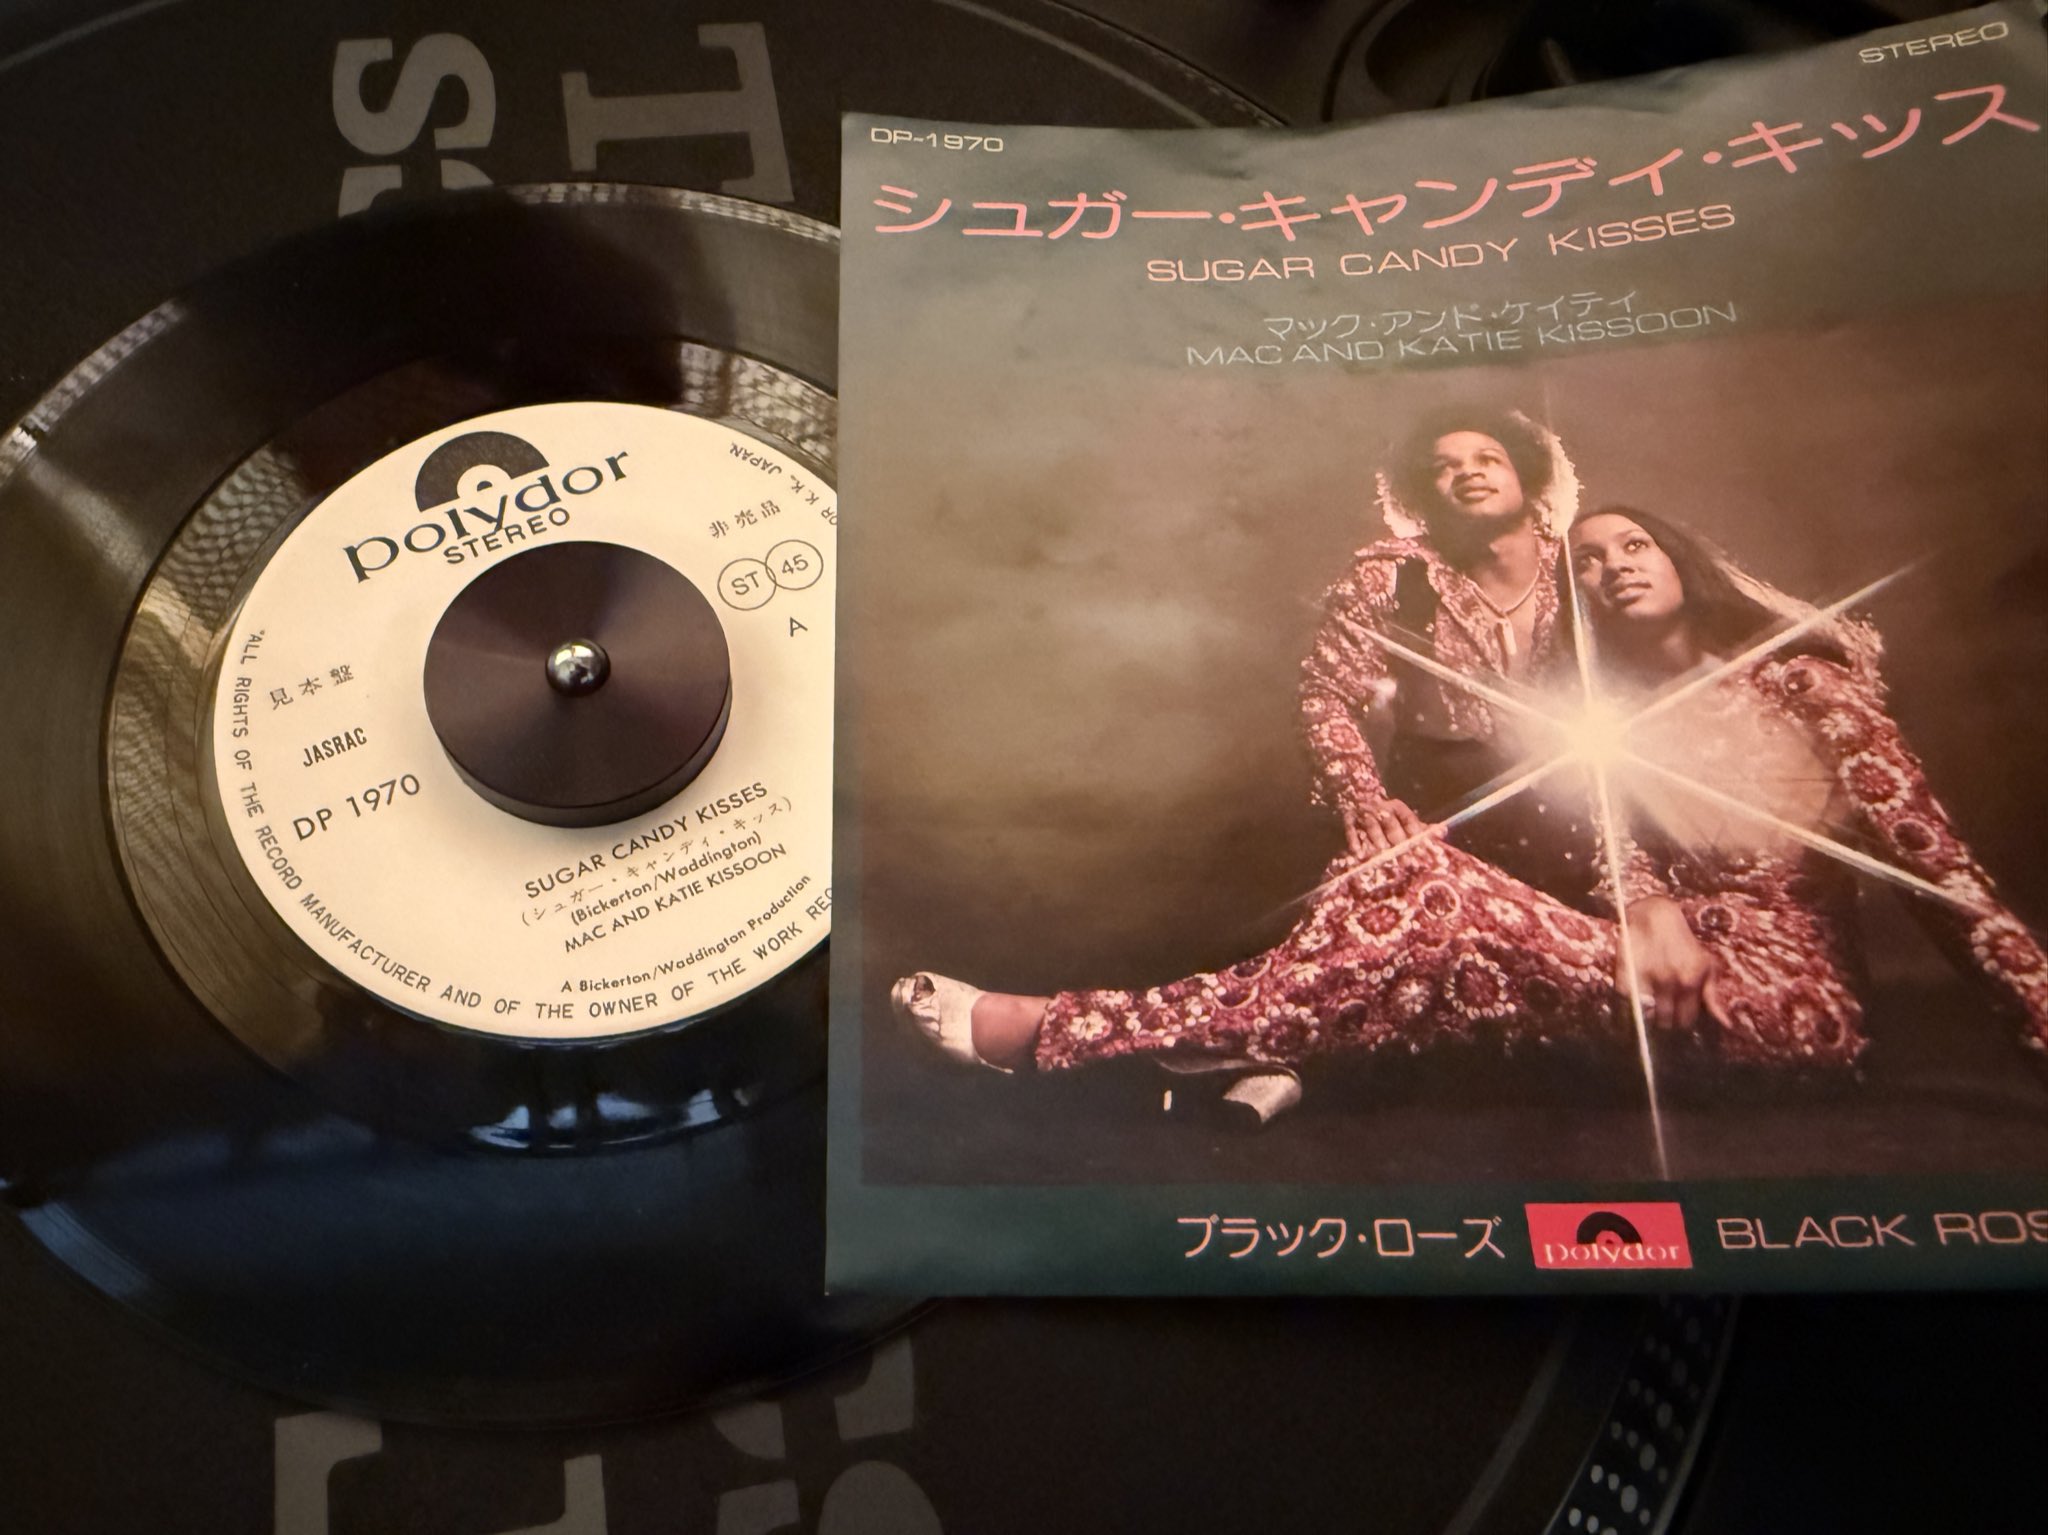 polydor
STEREO
非売品
ST 45
A
見本盤
JASRAC
DP 1970
SUGAR CANDY KISSES
(シュガー・キャンディ・キッス)
(Bickerton/Waddington)
MAC AND KATIE KISSOON
A Bickerton/Waddington Production
"ALL RIGHTS OF THE RECORD MANUFACTURER AND OF THE OWNER OF THE WORK
K.K. JAPAN.
STEREO
DP-1970
シュガー・キャンディ・キッス
SUGAR CANDY KISSES
マック・アンド・ケイティ
MAC AND KATIE KISSOON
ブラック・ローズ
polydor
BLACK ROS